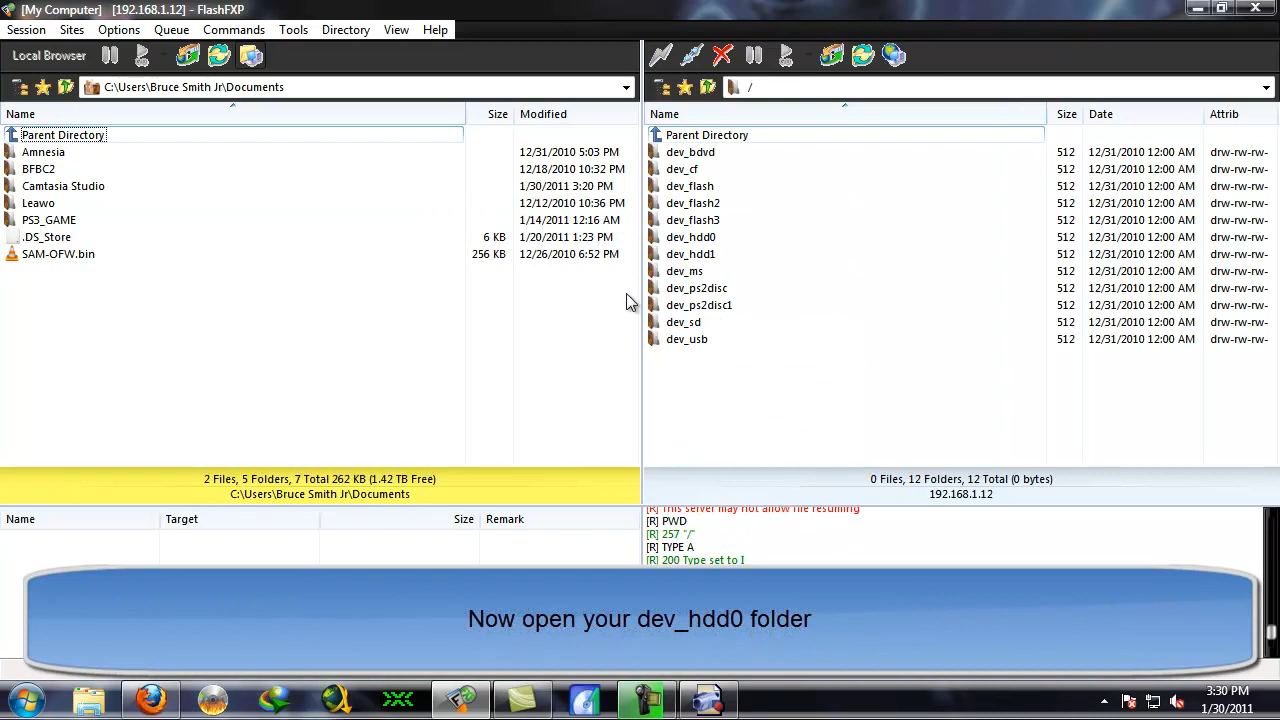 [My Computer] [192.168.1.12] - FlashFXP
Session Sites Options Queue Commands Tools Directory View Help
Local Browser
C:\Users\Bruce Smith Jr\Documents
Name Size Modified
Parent Directory
Amnesia 12/31/2010 5:03 PM
BFBC2 12/18/2010 10:32 PM
Camtasia Studio 1/30/2011 3:20 PM
Leawo 12/12/2010 10:36 PM
PS3_GAME 1/14/2011 12:16 AM
.DS_Store 6 KB 1/20/2011 1:23 PM
SAM-OFW.bin 256 KB 12/26/2010 6:52 PM
2 Files, 5 Folders, 7 Total 262 KB (1.42 TB Free)
C:\Users\Bruce Smith Jr\Documents
Name Target Size Remark
/
Name Size Date Attrib
Parent Directory
dev_bdvd 512 12/31/2010 12:00 AM drw-rw-rw-
dev_cf 512 12/31/2010 12:00 AM drw-rw-rw-
dev_flash 512 12/31/2010 12:00 AM drw-rw-rw-
dev_flash2 512 12/31/2010 12:00 AM drw-rw-rw-
dev_flash3 512 12/31/2010 12:00 AM drw-rw-rw-
dev_hdd0 512 12/31/2010 12:00 AM drw-rw-rw-
dev_hdd1 512 12/31/2010 12:00 AM drw-rw-rw-
dev_ms 512 12/31/2010 12:00 AM drw-rw-rw-
dev_ps2disc 512 12/31/2010 12:00 AM drw-rw-rw-
dev_ps2disc1 512 12/31/2010 12:00 AM drw-rw-rw-
dev_sd 512 12/31/2010 12:00 AM drw-rw-rw-
dev_usb 512 12/31/2010 12:00 AM drw-rw-rw-
0 Files, 12 Folders, 12 Total (0 bytes)
192.168.1.12
[R] This server may not allow file resuming
[R] PWD
[R] 257 "/"
[R] TYPE A
[R] 200 Type set to I
Now open your dev_hdd0 folder
3:30 PM
1/30/2011